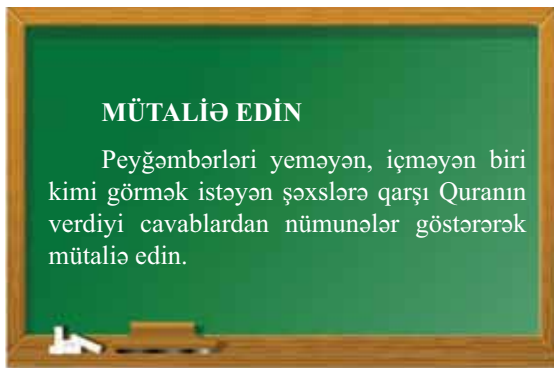 MÜTALİƏ EDİN
Peyğəmbərləri yeməyən, içməyən biri
kimi görmək istəyən şəxslərə qarşı Quranın
verdiyi cavablardan nümunələr göstərərək
mütaliə edin.